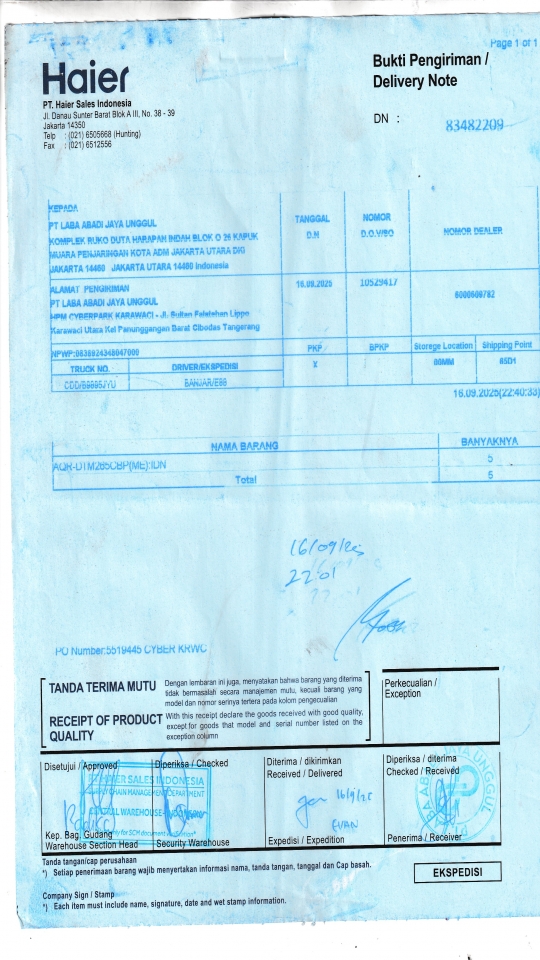 Page 1 of 1
Haier
Bukti Pengiriman /
Delivery Note
PT. Haier Sales Indonesia
Jl. Danau Sunter Barat Blok A III, No. 38 - 39
Jakarta 14350
Telp : (021) 6505668 (Hunting)
Fax : (021) 6512556
DN : 83482209
KEPADA
PT LABA ABADI JAYA UNGGUL
KOMPLEK RUKO DUTA HARAPAN INDAH BLOK O 26 KAPUK
MUARA PENJARINGAN KOTA ADM JAKARTA UTARA DKI
JAKARTA 14460 JAKARTA UTARA 14460 Indonesia
TANGGAL
D.N
NOMOR
D.O.V/SO
NOMOR DEALER
ALAMAT PENGIRIMAN
PT LABA ABADI JAYA UNGGUL
HPM CYBERPARK KARAWACI - Jl. Sultan Falatehan Lippo
Karawaci Utara Kel Penunggangan Barat Cibodas Tangerang
16.09.2025
10529417
6000609782
NPWP:0838924348047000
PKP
BPKP
Storege Location
Shipping Point
TRUCK NO.
DRIVER/EKSPEDISI
X
00MM
85D1
BANJAR/E98
16.09.2025(22:40:33)
NAMA BARANG
BANYAKNYA
AQR-DTM265CBP(ME):IDN
5
Total
5
16/09/25
22.01
PO Number:5519445 CYBER KRWC
TANDA TERIMA MUTU
Dengan lembaran ini juga, menyatakan bahwa barang yang diterima
tidak bermasalah secara manajemen mutu, kecuali barang yang
model dan nomor serinya tertera pada kolom pengecualian
RECEIPT OF PRODUCT
QUALITY
With this receipt declare the goods received with good quality,
except for goods that model and serial number listed on the
exception column
Perkecualian /
Exception
Disetujui / Approved
Diperiksa / Checked
Diterima / dikirimkan
Received / Delivered
Diperiksa / diterima
Checked / Received
PT HAIER SALES INDONESIA
SUPPLY CHAIN MANAGEMENT DEPARTMENT
16/9/25
EVAN
Kep. Bag. Gudang
Warehouse Section Head
Security Warehouse
Expedisi / Expedition
Penerima / Receiver
Tanda tangan/cap perusahaan
*) Setiap penerimaan barang wajib menyertakan informasi nama, tanda tangan, tanggal dan Cap basah.
EKSPEDISI
Company Sign / Stamp
*) Each item must include name, signature, date and wet stamp information.